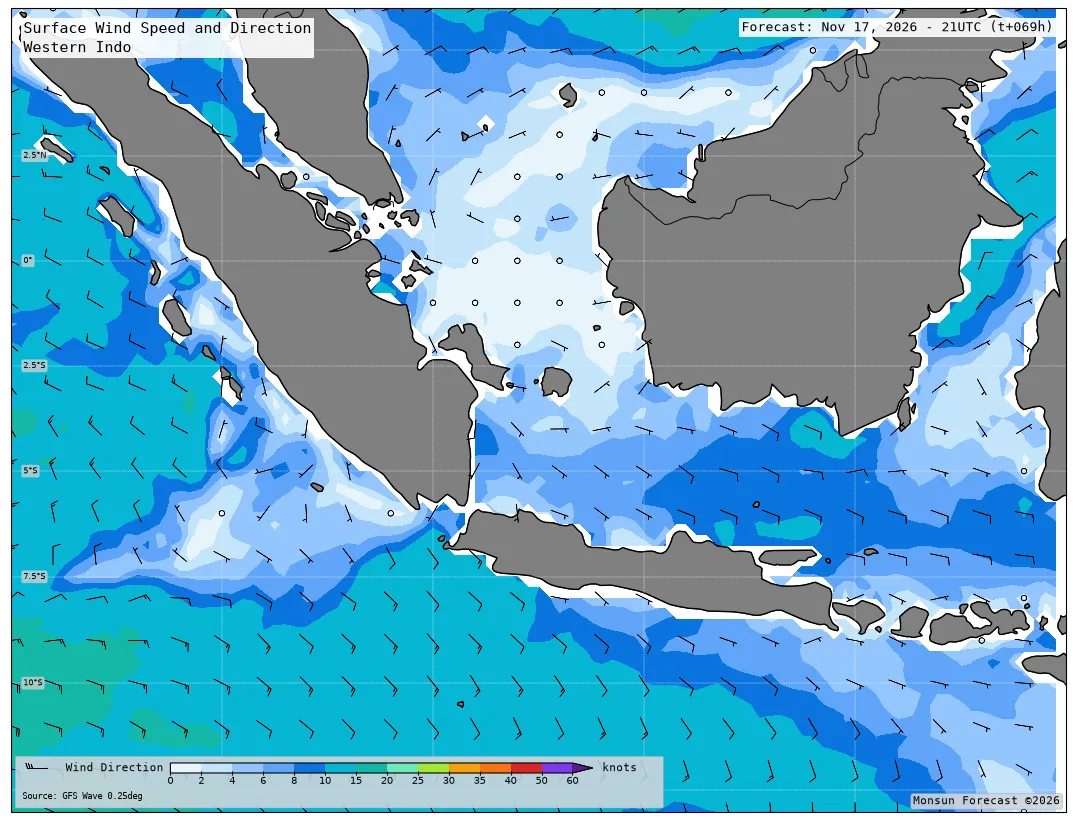 Surface Wind Speed and Direction
Western Indo
Forecast: Nov 17, 2026 - 21UTC (t+069h)
2.5°N
0°
2.5°S
5°S
7.5°S
10°S
Wind Direction
0 2 4 6 8 10 15 20 25 30 40 50 60
knots
Source: GFS Wave 0.25deg
Monsun Forecast ©2026